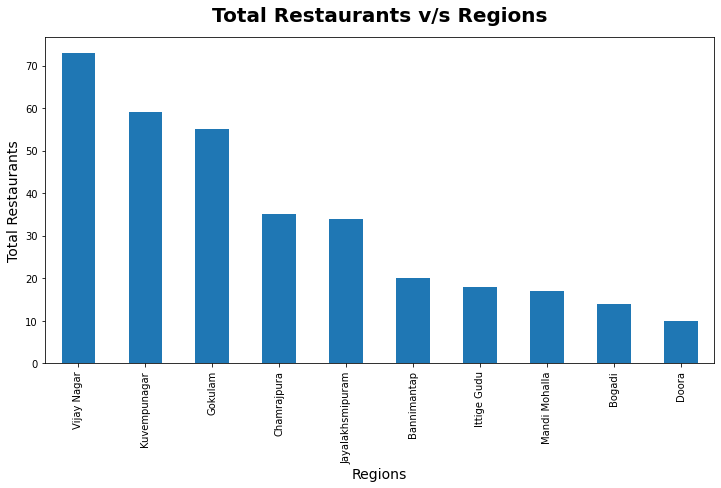 Total Restaurants v/s Regions
Total Restaurants
70
60
50
40
30
20
10
0
Vijay Nagar
Kuvempunagar
Gokulam
Chamrajpura
Jayalakhsmipuram
Bannimantap
Ittige Gudu
Mandi Mohalla
Bogadi
Doora
Regions